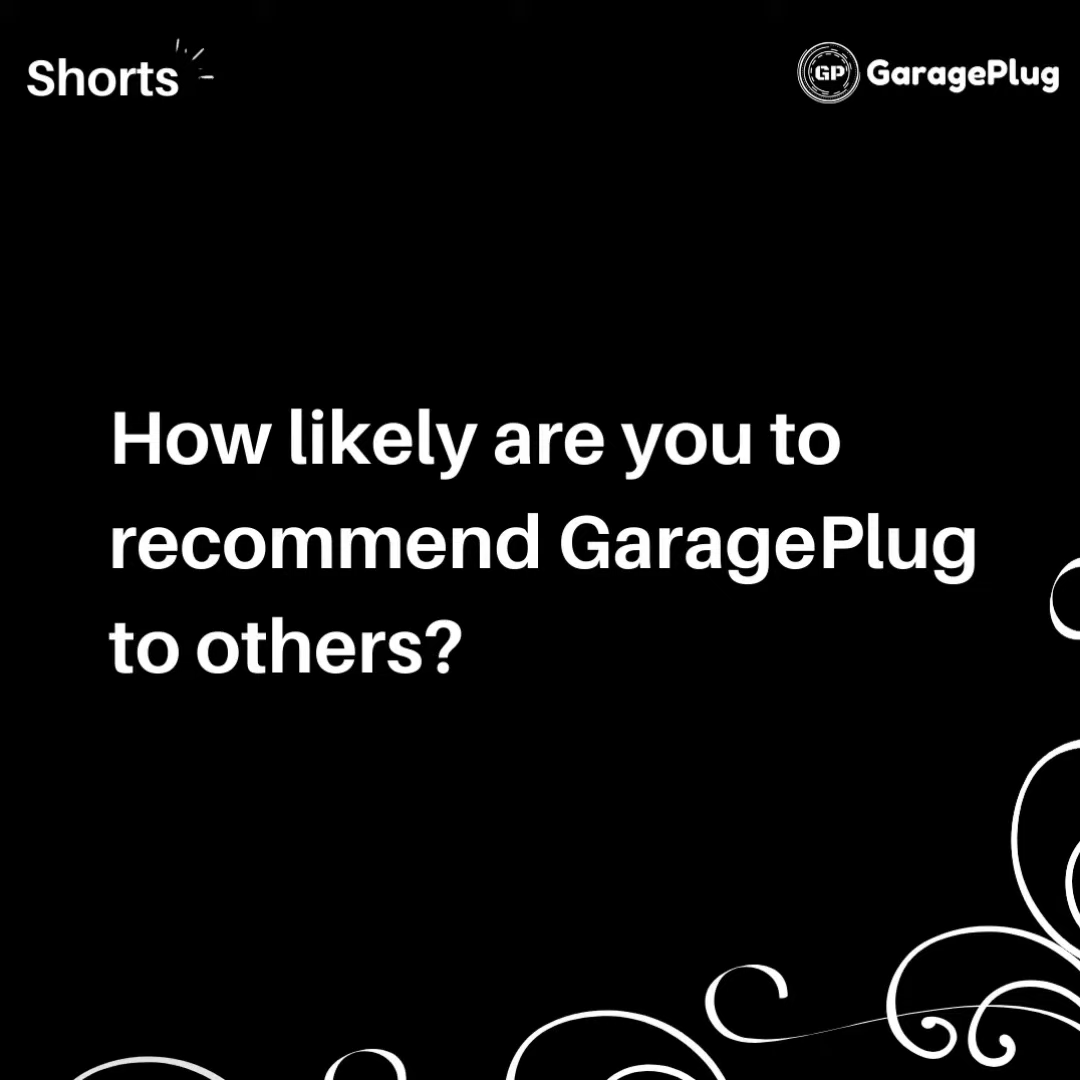 Shorts
GP
GaragePlug
How likely are you to
recommend GaragePlug
to others?